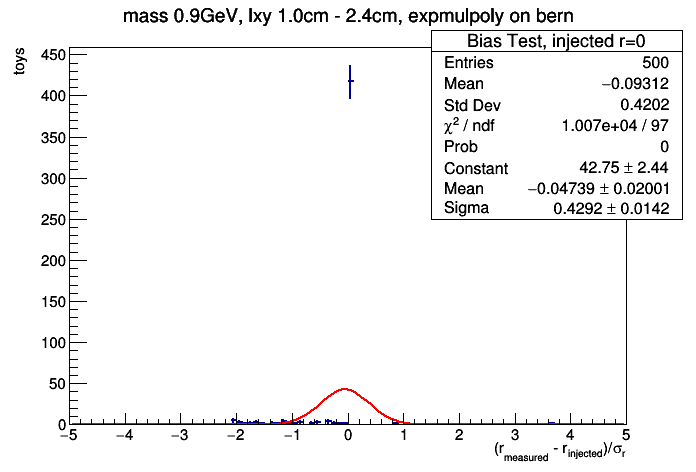 mass 0.9GeV, lxy 1.0cm - 2.4cm, expmulpoly on bern
Bias Test, injected r=0
Entries 500
Mean −0.09312
Std Dev 0.4202
χ² / ndf 1.007e+04 / 97
Prob 0
Constant 42.75 ± 2.44
Mean −0.04739 ± 0.02001
Sigma 0.4292 ± 0.0142
toys
450
400
350
300
250
200
150
100
50
0
−5 −4 −3 −2 −1 0 1 2 3 4 5
(r_measured - r_injected)/σ_r